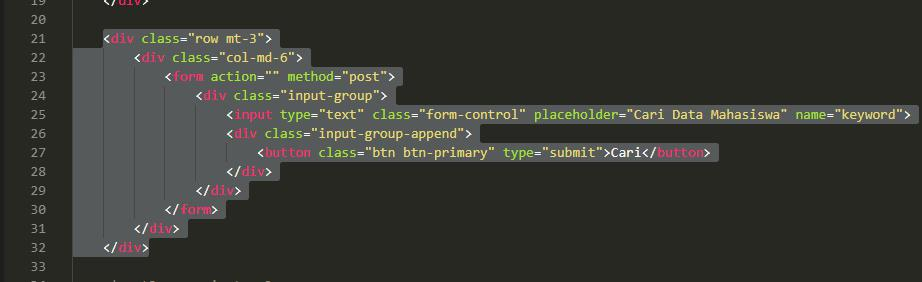 19 </div>
20
21 <div class="row mt-3">
22 <div class="col-md-6">
23 <form action="" method="post">
24 <div class="input-group">
25 <input type="text" class="form-control" placeholder="Cari Data Mahasiswa" name="keyword">
26 <div class="input-group-append">
27 <button class="btn btn-primary" type="submit">Cari</button>
28 </div>
29 </div>
30 </form>
31 </div>
32 </div>
33